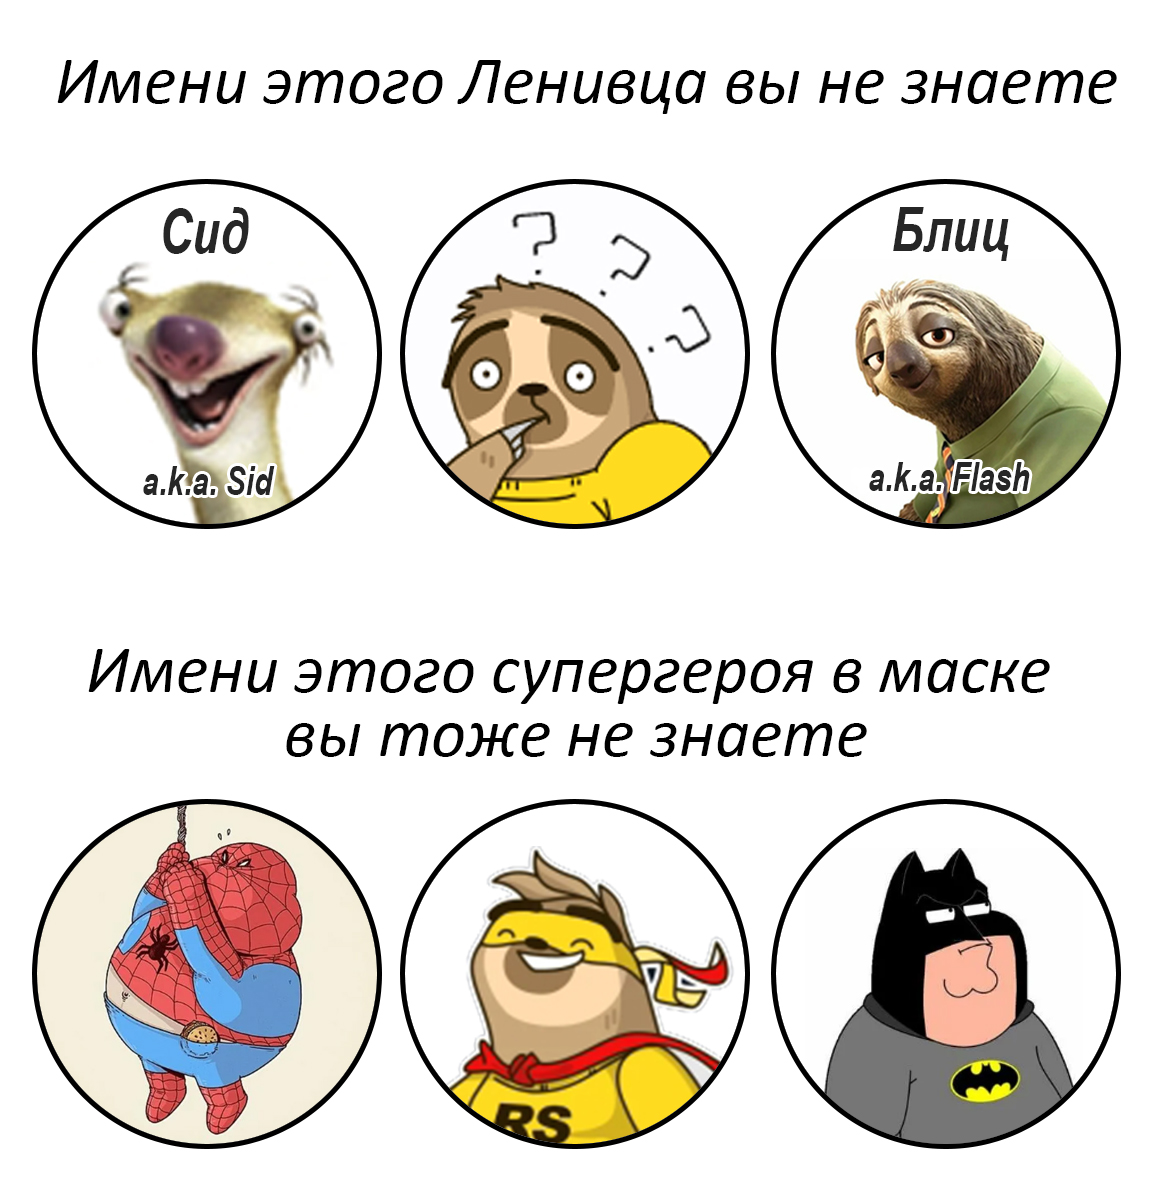 Имени этого Ленивца вы не знаете
Сид
Блиц
? ? ?
a.k.a. Sid
a.k.a. Flash
Имени этого супергероя в маске
вы тоже не знаете
RS